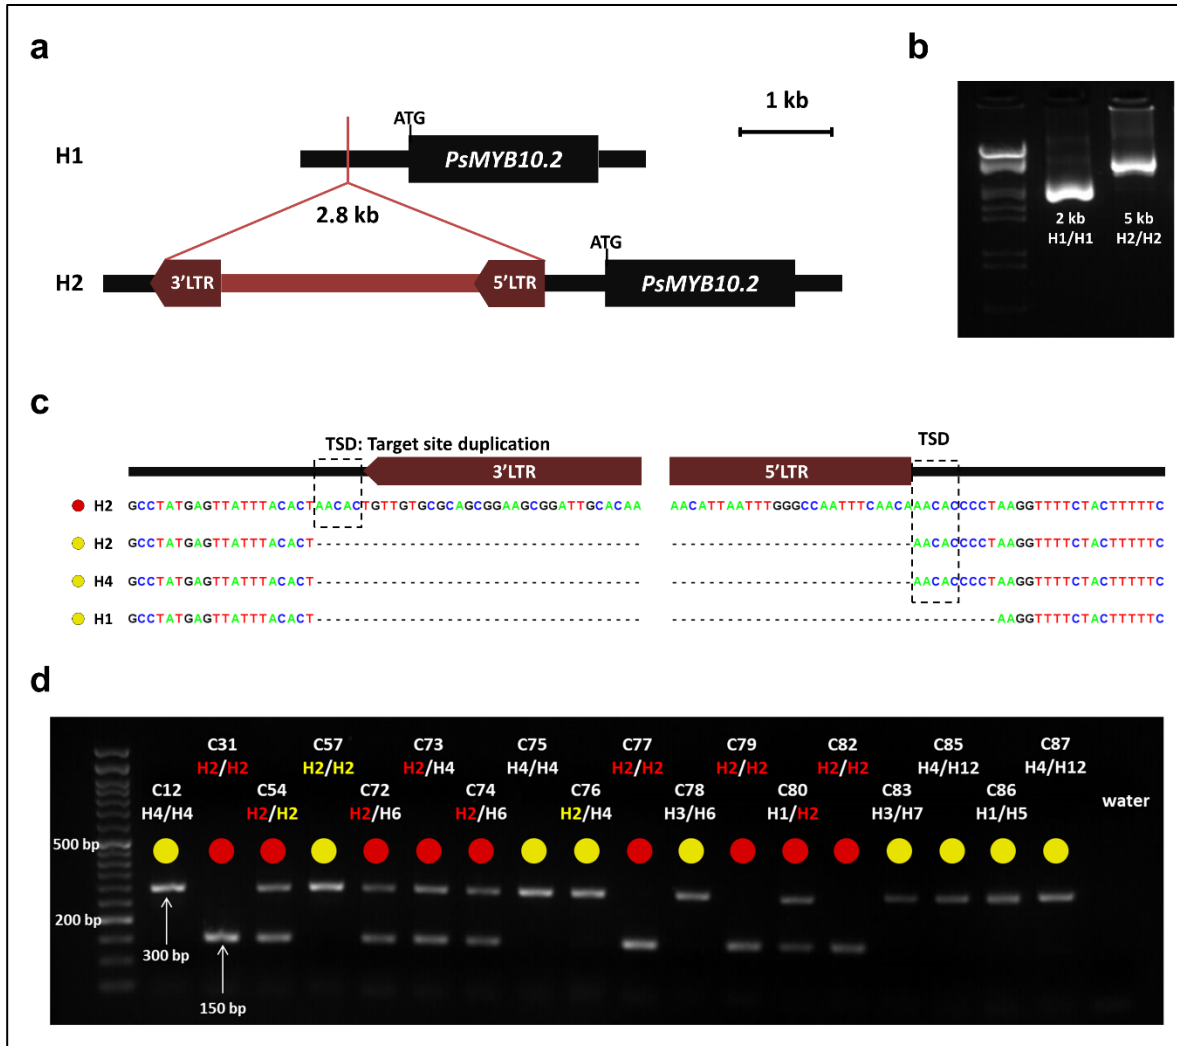 a
b
1 kb
ATG
H1
PsMYB10.2
2.8 kb
ATG
H2
3'LTR
5'LTR
PsMYB10.2
2 kb
5 kb
H1/H1
H2/H2
c
TSD: Target site duplication
TSD
3'LTR
5'LTR
H2 GCCTATGAGTTATTTACACTAACACTGTTGTGCGCAGCGGAAGCGGATTGCACAA AACATTAATTTGGGCCAATTTCAACAAACACCCCTAAGGTTTTCTACTTTTTC
H2 GCCTATGAGTTATTTACACT AACACCCCTAAGGTTTTCTACTTTTTC
H4 GCCTATGAGTTATTTACACT AACACCCCTAAGGTTTTCTACTTTTTC
H1 GCCTATGAGTTATTTACACT AAGGTTTTCTACTTTTTC
d
C31 C57 C73 C75 C77 C79 C82 C85 C87
H2/H2 H2/H2 H2/H4 H4/H4 H2/H2 H2/H2 H2/H2 H4/H12 H4/H12
C12 C54 C72 C74 C76 C78 C80 C83 C86 water
H4/H4 H2/H2 H2/H6 H2/H6 H2/H4 H3/H6 H1/H2 H3/H7 H1/H5
500 bp
200 bp
300 bp
150 bp